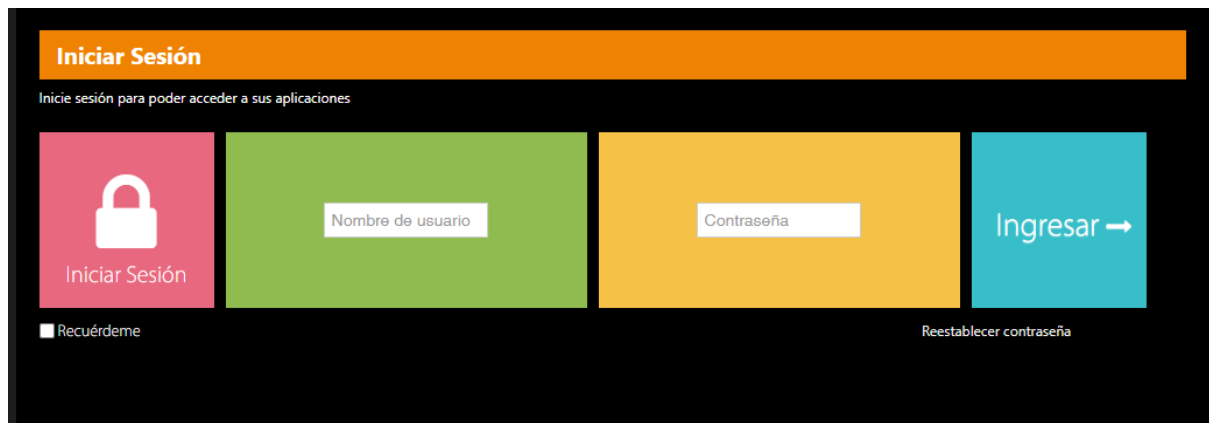 Iniciar Sesión
Inicie sesión para poder acceder a sus aplicaciones
Nombre de usuario
Contraseña
Ingresar
Iniciar Sesión
Recuérdeme
Reestablecer contraseña